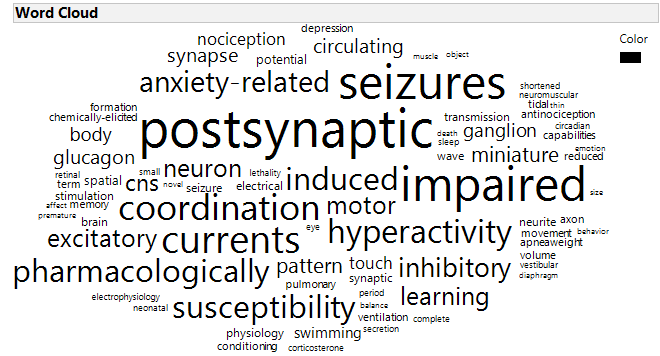 Word Cloud
Color
depression
nociception
circulating
synapse
potential
muscle
object
anxiety-related
seizures
shortened
neuromuscular
tidal
thin
formation
chemically-elicited
postsynaptic
transmission
antinociception
circadian
body
death
ganglion
capabilities
sleep
emotion
glucagon
wave
miniature
reduced
retinal
small
neuron
lethality
term
spatial
cns
novel
seizure
electrical
induced
impaired
size
stimulation
affect
memory
premature
coordination
motor
brain
eye
neurite
axon
excitatory
currents
hyperactivity
movement
behavior
apneaweight
volume
pharmacologically
pattern
touch
inhibitory
vestibular
synaptic
diaphragm
pulmonary
electrophysiology
neonatal
susceptibility
period
balance
learning
ventilation
complete
secretion
physiology
swimming
conditioning
corticosterone